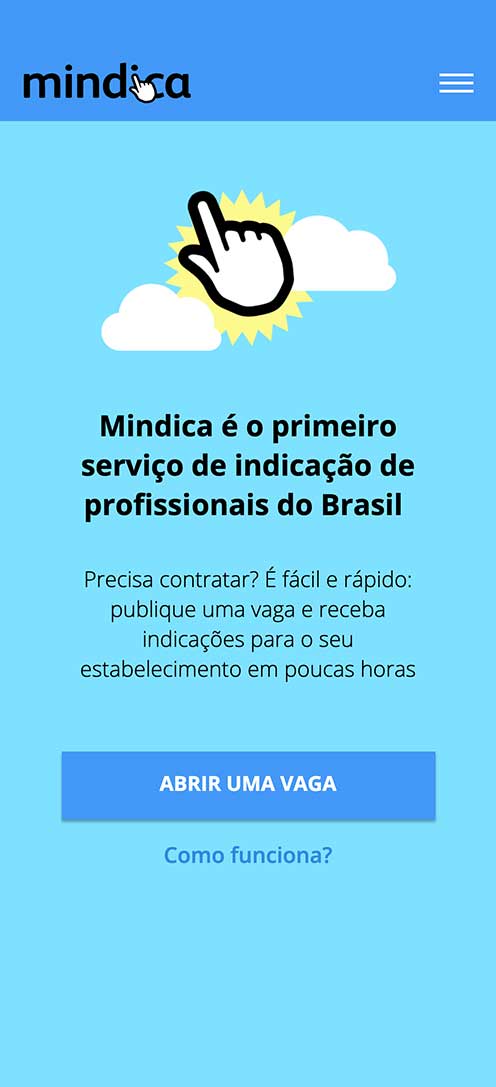 mindica
Mindica é o primeiro
serviço de indicação de
profissionais do Brasil
Precisa contratar? É fácil e rápido:
publique uma vaga e receba
indicações para o seu
estabelecimento em poucas horas
ABRIR UMA VAGA
Como funciona?